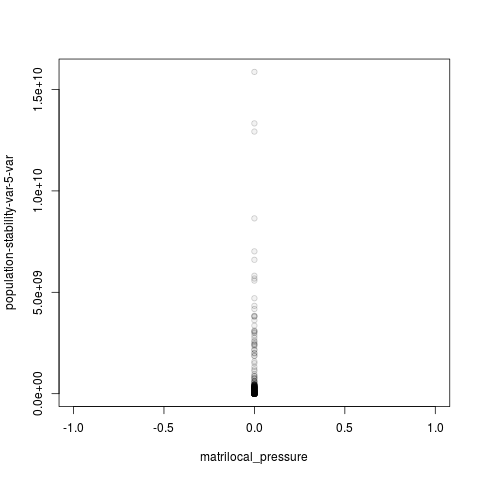 population-stability-var-5-var
1.5e+10
1.0e+10
5.0e+09
0.0e+00
-1.0
-0.5
0.0
0.5
1.0
matrilocal_pressure